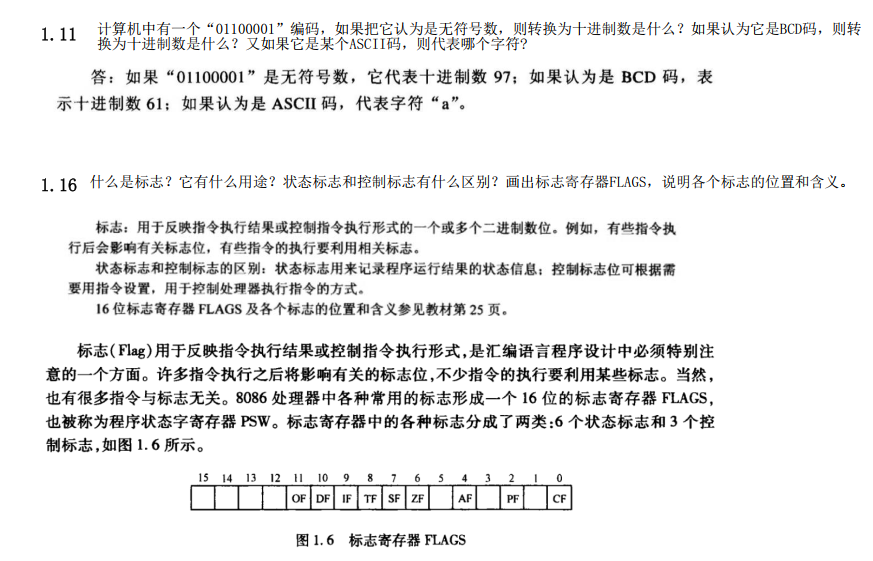 1.11 计算机中有一个“01100001”编码，如果把它认为是无符号数，则转换为十进制数是什么？如果认为它是BCD码，则转
换为十进制数是什么？又如果它是某个ASCII码，则代表哪个字符?
答：如果“01100001”是无符号数，它代表十进制数 97；如果认为是 BCD 码，表
示十进制数 61；如果认为是 ASCII 码，代表字符“a”。
1.16 什么是标志？它有什么用途？状态标志和控制标志有什么区别？画出标志寄存器FLAGS，说明各个标志的位置和含义。
标志：用于反映指令执行结果或控制指令执行形式的一个或多个二进制数位。例如，有些指令执
行后会影响有关标志位，有些指令的执行要利用相关标志。
状态标志和控制标志的区别：状态标志用来记录程序运行结果的状态信息；控制标志位可根据需
要用指令设置，用于控制处理器执行指令的方式。
16 位标志寄存器 FLAGS 及各个标志的位置和含义参见教材第 25 页。
标志(Flag)用于反映指令执行结果或控制指令执行形式,是汇编语言程序设计中必须特别注
意的一个方面。许多指令执行之后将影响有关的标志位,不少指令的执行要利用某些标志。当然,
也有很多指令与标志无关。8086 处理器中各种常用的标志形成一个 16 位的标志寄存器 FLAGS,
也被称为程序状态字寄存器 PSW。标志寄存器中的各种标志分成了两类:6 个状态标志和 3 个控
制标志,如图 1.6 所示。
15 14 13 12 11 10 9 8 7 6 5 4 3 2 1 0
OF DF IF TF SF ZF AF PF CF
图 1.6 标志寄存器 FLAGS